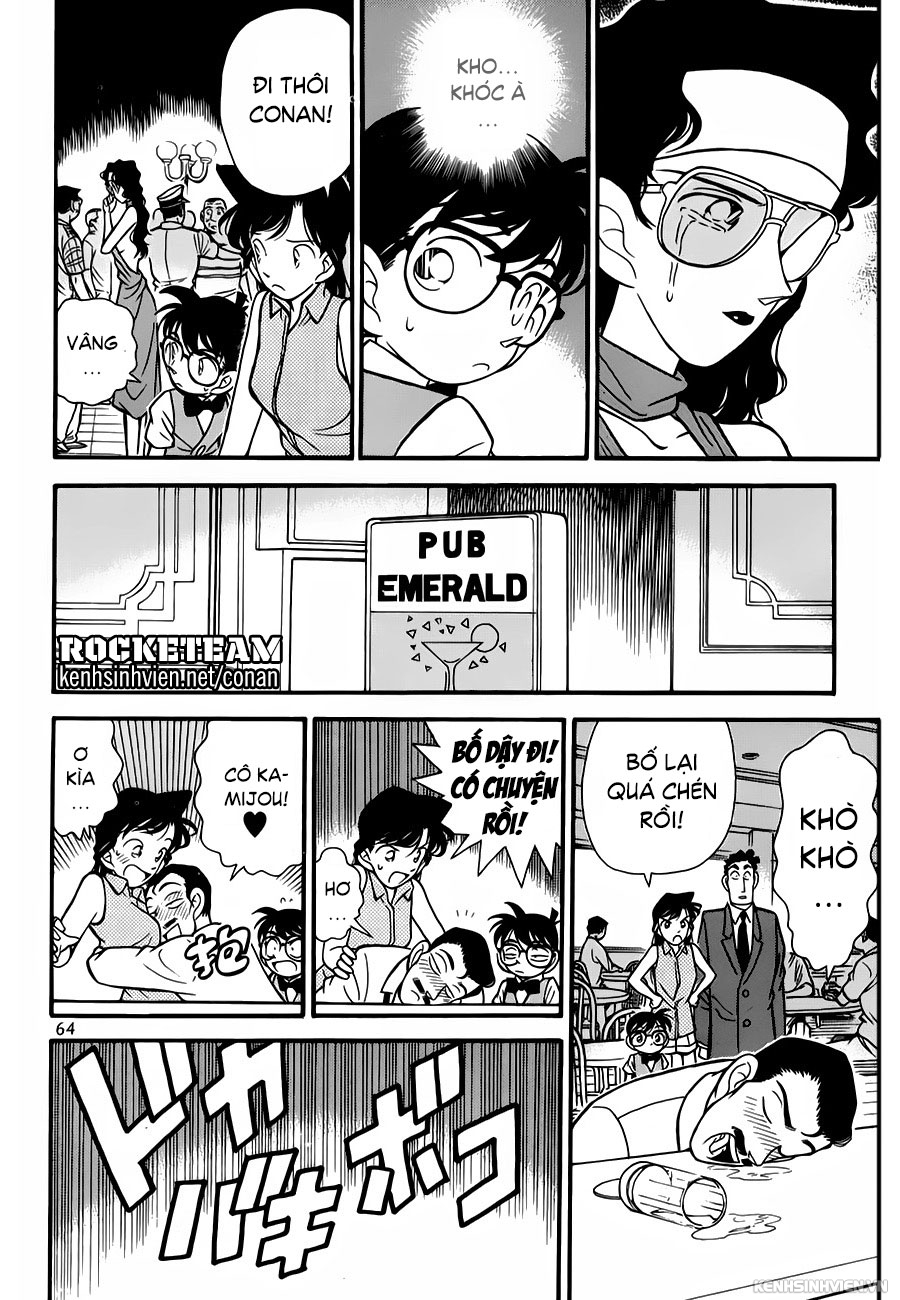 KHO...
KHÓC À
...
ĐI THÔI
CONAN!
VÂNG
...
PUB
EMERALD
ROCKETEAM
kenhsinhvien.net/conan
KHÒ
KHÒ
...
BỐ LẠI
QUÁ CHÉN
RỒI!
BỐ DẬY ĐI!
CÓ CHUYỆN
RỒI!
HƠ
...
CÔ KA-
MIJOU!
♥
Ơ
KÌA
...
抱
64
ドカ
バキ
ボコ
KENHSINHVIEN.VN